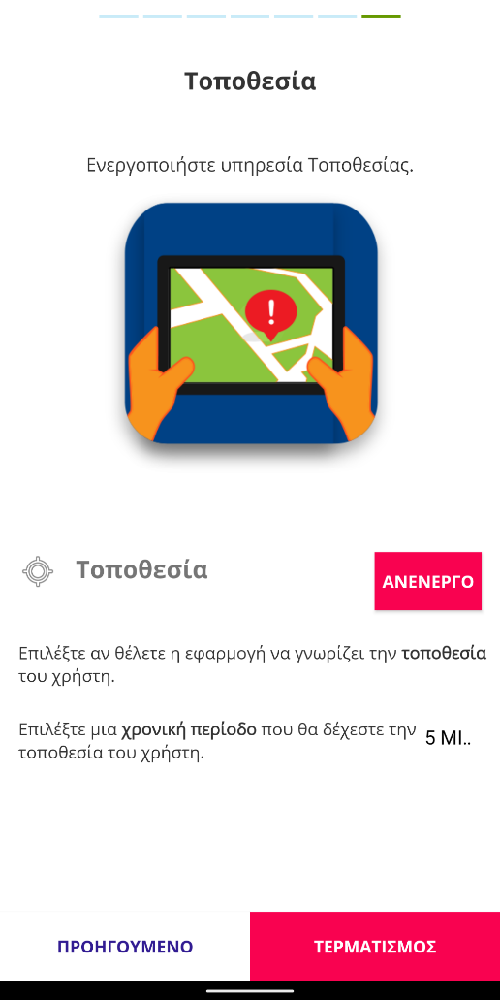 Τοποθεσία
Ενεργοποιήστε υπηρεσία Τοποθεσίας.
!
Τοποθεσία
ΑΝΕΝΕΡΓΟ
Επιλέξτε αν θέλετε η εφαρμογή να γνωρίζει την τοποθεσία
του χρήστη.
Επιλέξτε μια χρονική περίοδο που θα δέχεστε την
τοποθεσία του χρήστη.
5 ΜΙ..
ΠΡΟΗΓΟΥΜΕΝΟ
ΤΕΡΜΑΤΙΣΜΟΣ